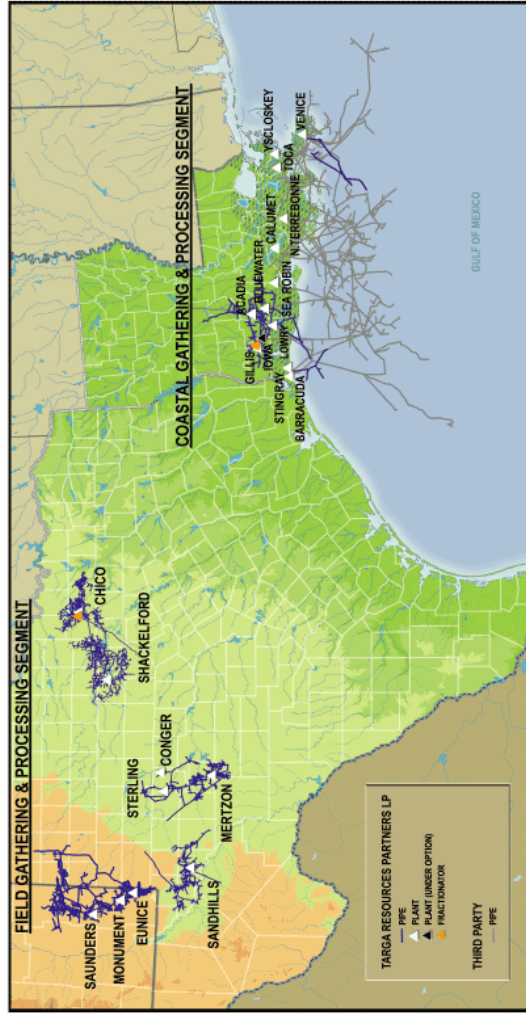 FIELD GATHERING & PROCESSING SEGMENT
COASTAL GATHERING & PROCESSING SEGMENT
SAUNDERS
MONUMENT
EUNICE
SANDHILLS
STERLING
CONGER
MERTZON
SHACKELFORD
CHICO
GILLIS
ACADIA
BLUEWATER
IOWA
LOWRY
SEA ROBIN
STINGRAY
BARRACUDA
CALUMET
N. TERREBONNE
YSCLOSKEY
TOCA
VENICE
GULF OF MEXICO
TARGA RESOURCES PARTNERS LP
PIPE
PLANT
PLANT (UNDER OPTION)
FRACTIONATOR
THIRD PARTY
PIPE